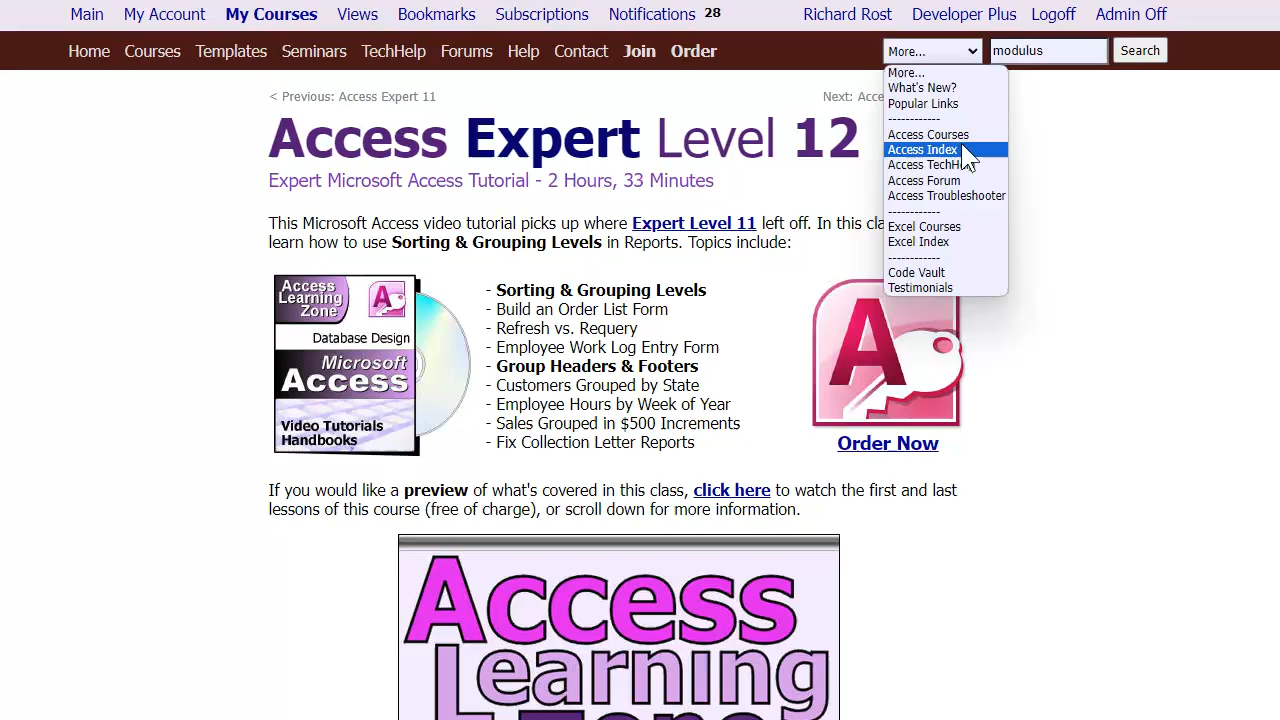 Main My Account My Courses Views Bookmarks Subscriptions Notifications 28 Richard Rost Developer Plus Logoff Admin Off
Home Courses Templates Seminars TechHelp Forums Help Contact Join Order More... modulus Search
More...
What's New?
Popular Links
------------
Access Courses
Access Index
Access TechH
Access Forum
Access Troubleshooter
------------
Excel Courses
Excel Index
------------
Code Vault
Testimonials
< Previous: Access Expert 11 Next: Acce
Access Expert Level 12
Expert Microsoft Access Tutorial - 2 Hours, 33 Minutes
This Microsoft Access video tutorial picks up where Expert Level 11 left off. In this cla
learn how to use Sorting & Grouping Levels in Reports. Topics include:
Access
Learning
Zone
A
Database Design
Microsoft
Access
Video Tutorials
Handbooks
- Sorting & Grouping Levels
- Build an Order List Form
- Refresh vs. Requery
- Employee Work Log Entry Form
- Group Headers & Footers
- Customers Grouped by State
- Employee Hours by Week of Year
- Sales Grouped in $500 Increments
- Fix Collection Letter Reports
A
Order Now
If you would like a preview of what's covered in this class, click here to watch the first and last
lessons of this course (free of charge), or scroll down for more information.
Access
Learning
Zone